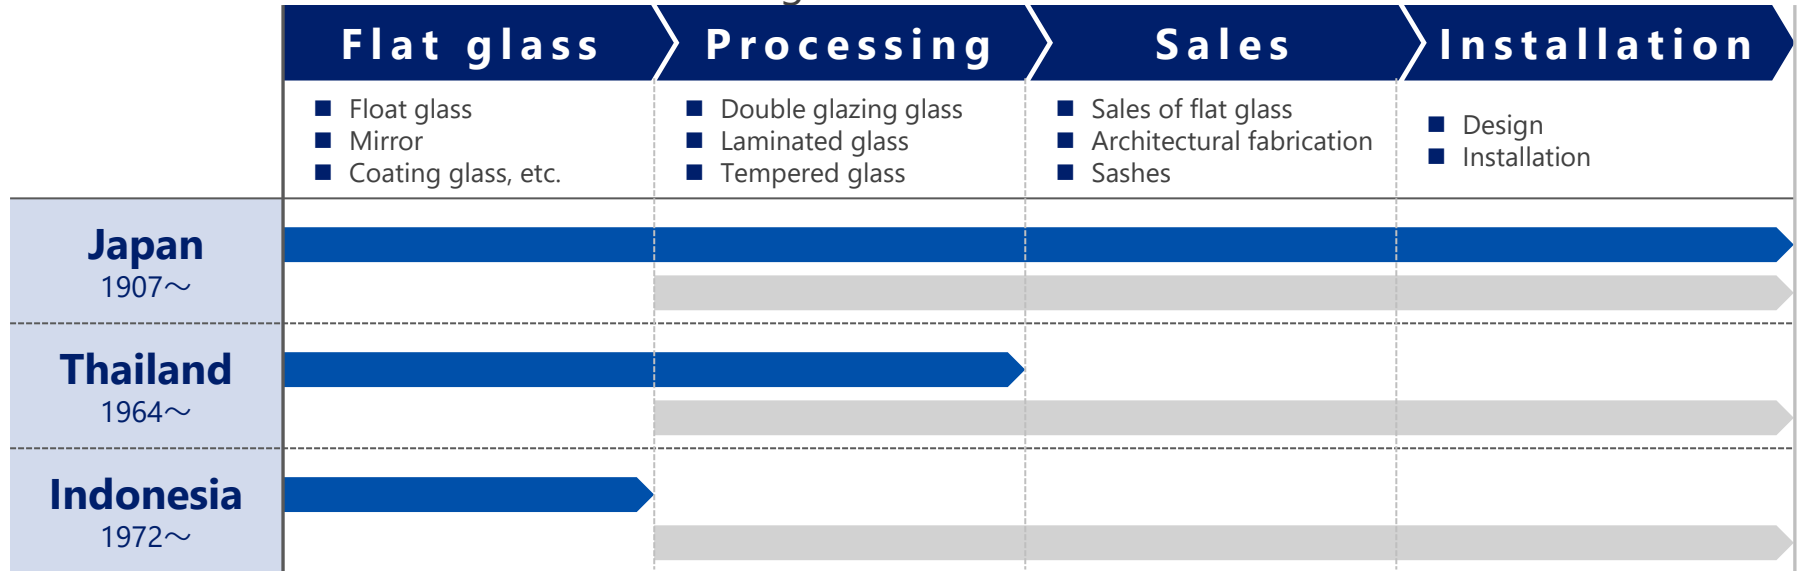 Flat glass
Processing
Sales
Installation
■ Float glass
■ Mirror
■ Coating glass, etc.
■ Double glazing glass
■ Laminated glass
■ Tempered glass
■ Sales of flat glass
■ Architectural fabrication
■ Sashes
■ Design
■ Installation
Japan
1907～
Thailand
1964～
Indonesia
1972～